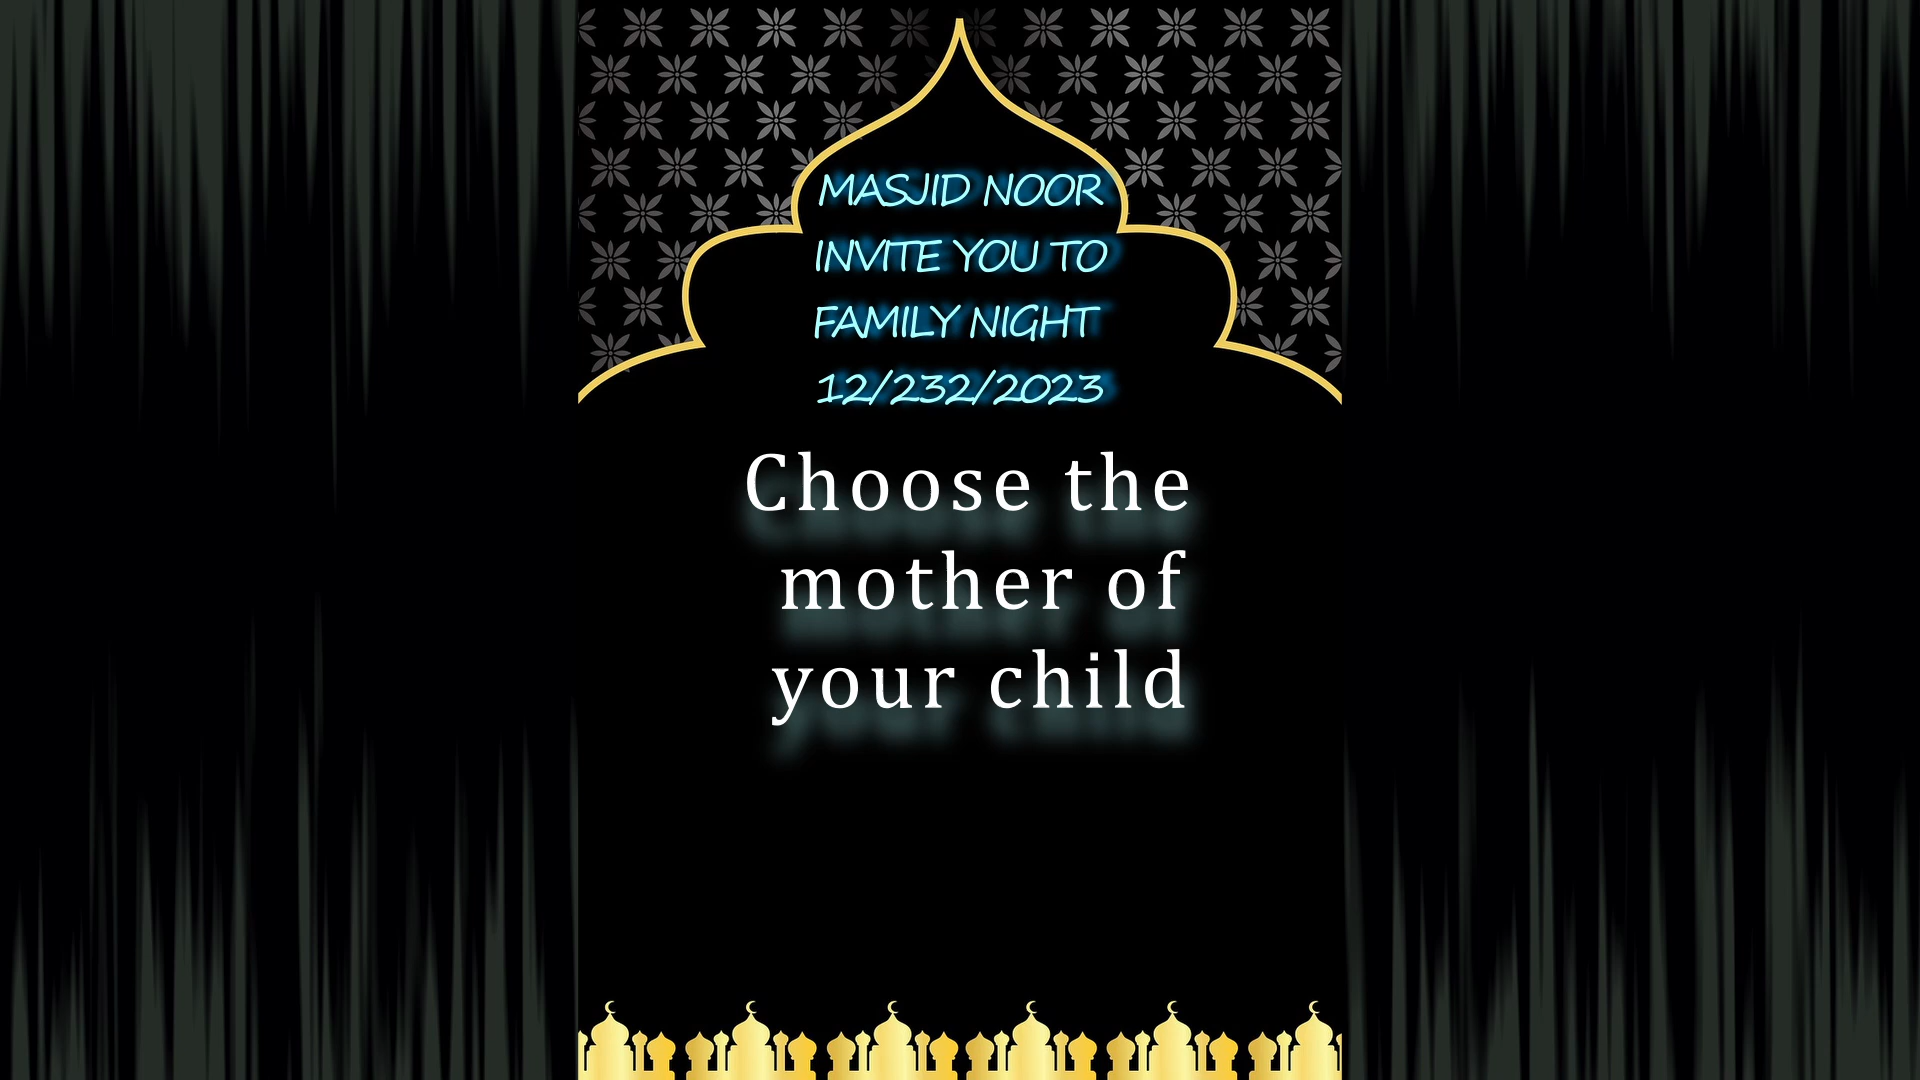 MASJID NOOR
INVITE YOU TO
FAMILY NIGHT
12/232/2023
Choose the
mother of
your child